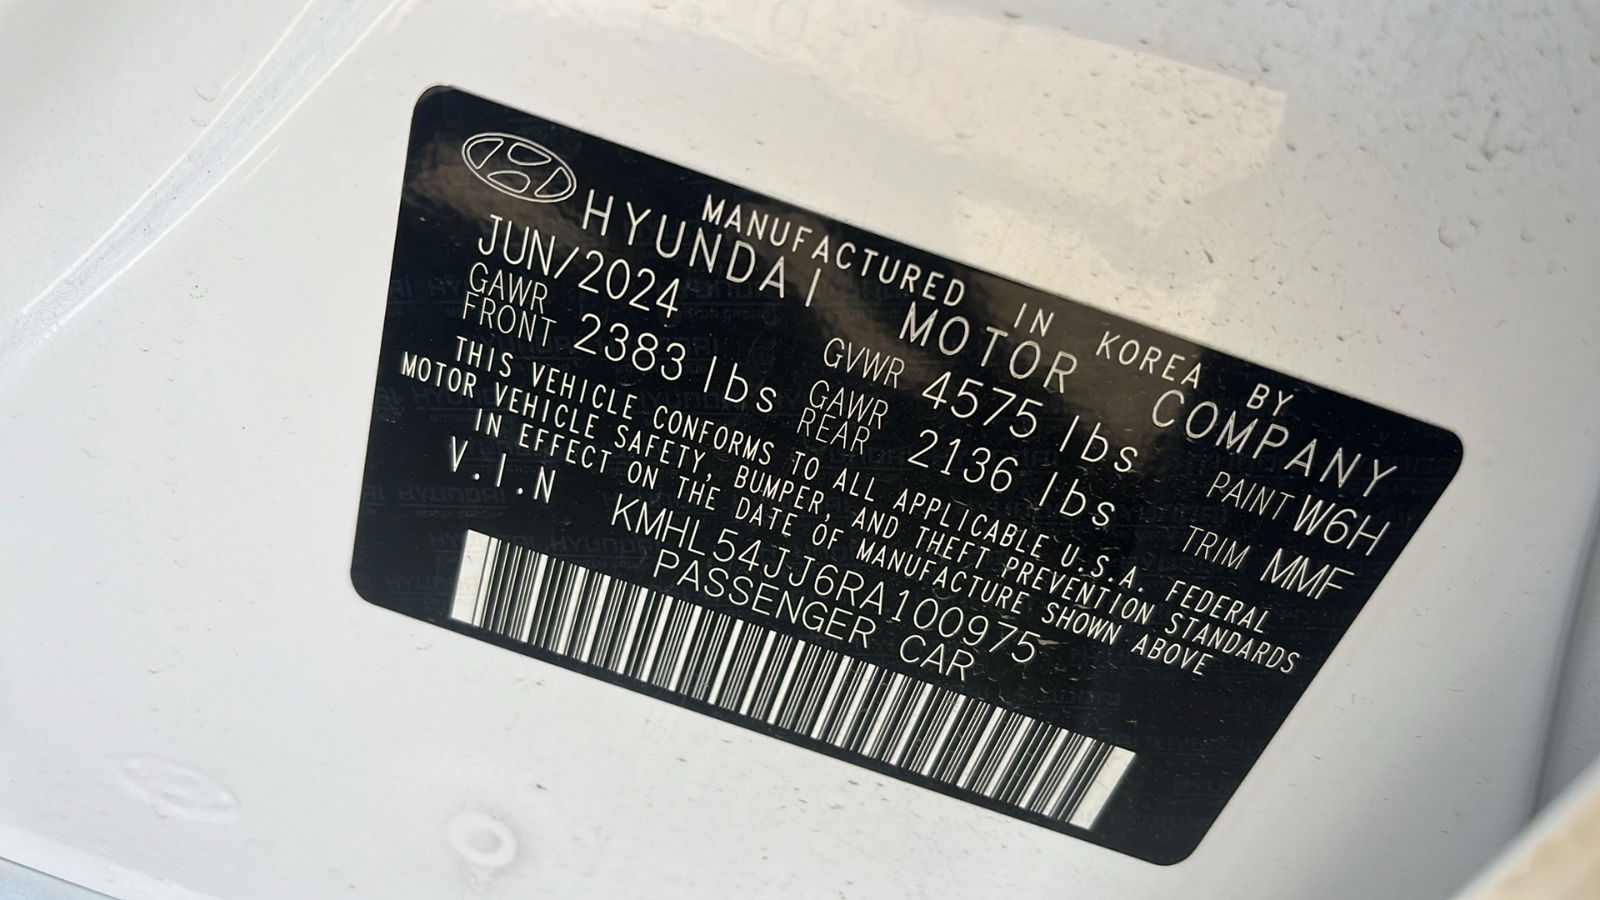 MANUFACTURED IN KOREA BY
HYUNDAI MOTOR COMPANY
JUN/2024 GVWR 4575 lbs PAINT W6H
GAWR FRONT 2383 lbs GAWR REAR 2136 lbs TRIM MMF
THIS VEHICLE CONFORMS TO ALL APPLICABLE U.S.A. FEDERAL
MOTOR VEHICLE SAFETY, BUMPER, AND THEFT PREVENTION STANDARDS
IN EFFECT ON THE DATE OF MANUFACTURE SHOWN ABOVE
V.I.N KMHL54JJ6RA100975
PASSENGER CAR